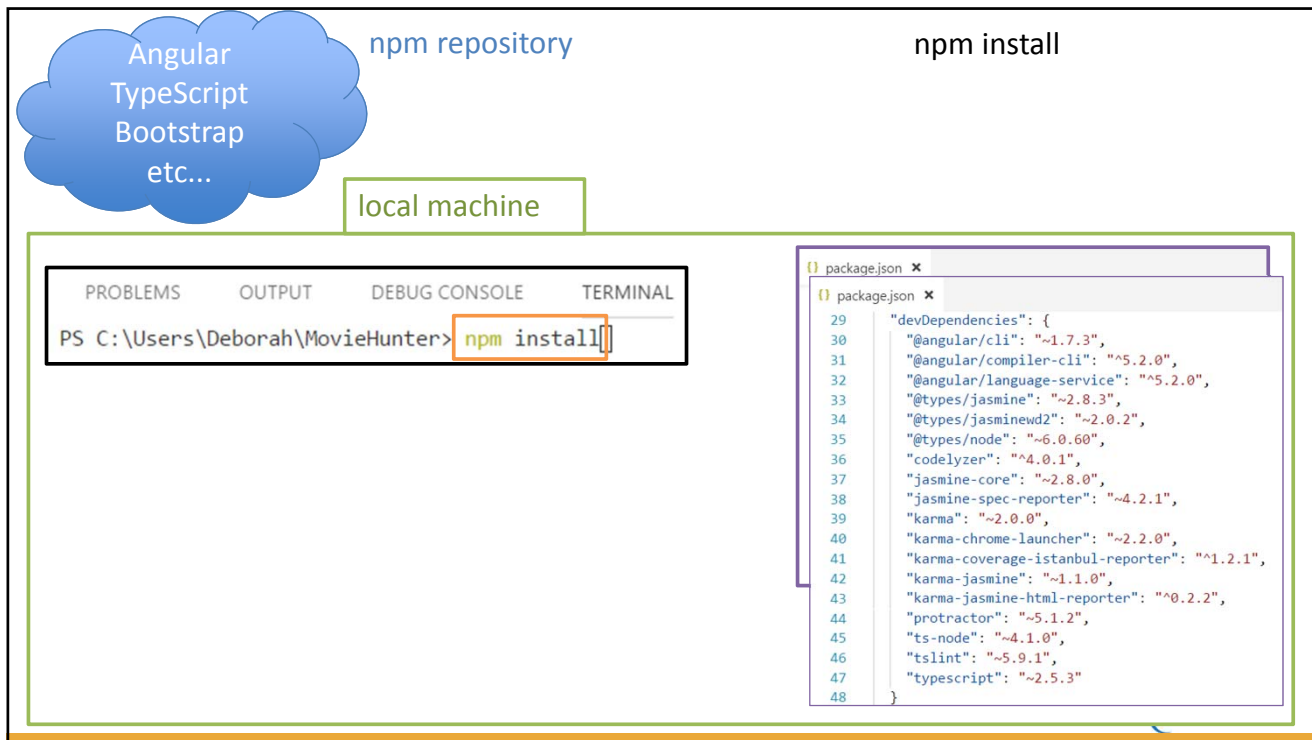 Angular
TypeScript
Bootstrap
etc...
npm repository
npm install
local machine
PROBLEMS OUTPUT DEBUG CONSOLE TERMINAL
PS C:\Users\Deborah\MovieHunter> npm install
{} package.json ×
{} package.json ×
29 "devDependencies": {
30 "@angular/cli": "~1.7.3",
31 "@angular/compiler-cli": "^5.2.0",
32 "@angular/language-service": "^5.2.0",
33 "@types/jasmine": "~2.8.3",
34 "@types/jasminewd2": "~2.0.2",
35 "@types/node": "~6.0.60",
36 "codelyzer": "^4.0.1",
37 "jasmine-core": "~2.8.0",
38 "jasmine-spec-reporter": "~4.2.1",
39 "karma": "~2.0.0",
40 "karma-chrome-launcher": "~2.2.0",
41 "karma-coverage-istanbul-reporter": "^1.2.1",
42 "karma-jasmine": "~1.1.0",
43 "karma-jasmine-html-reporter": "^0.2.2",
44 "protractor": "~5.1.2",
45 "ts-node": "~4.1.0",
46 "tslint": "~5.9.1",
47 "typescript": "~2.5.3"
48 }